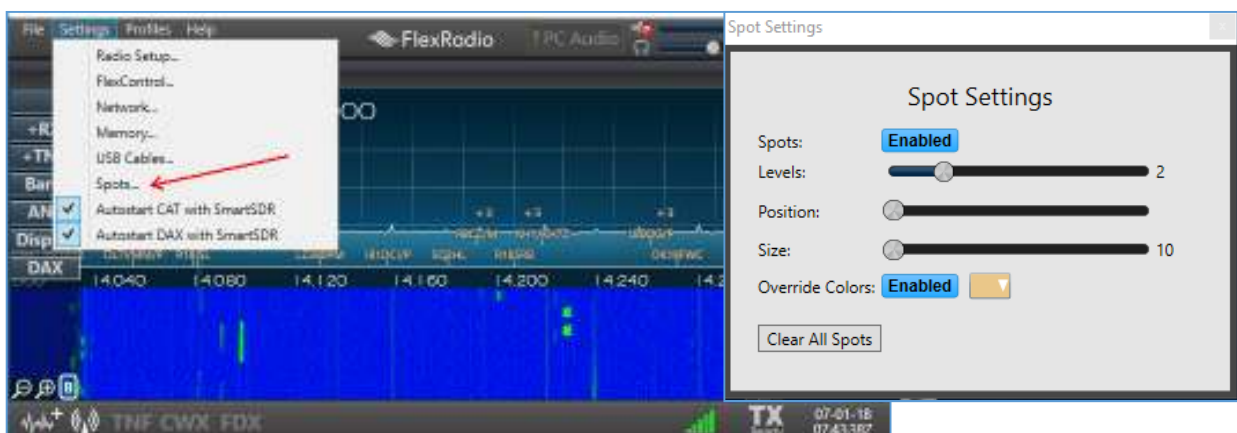 File Settings Profiles Help
FlexRadio
PC Audio
Radio Setup...
FlexControl...
Network...
Memory...
USB Cables...
Spots...
Autostart CAT with SmartSDR
Autostart DAX with SmartSDR
DAX
14.040 14.080 14.120 14.160 14.200 14.240
TNF CWX FDX
TX
07-01-18
Spot Settings
Spot Settings
Spots: Enabled
Levels: 2
Position:
Size: 10
Override Colors: Enabled
Clear All Spots